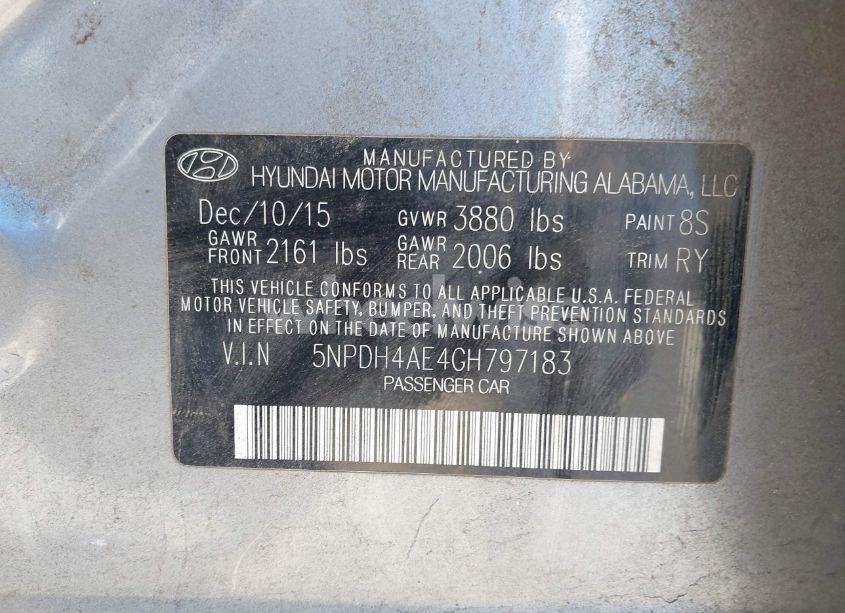 MANUFACTURED BY
HYUNDAI MOTOR MANUFACTURING ALABAMA, LLC
Dec/10/15 GVWR 3880 lbs PAINT 8S
GAWR FRONT 2161 lbs GAWR REAR 2006 lbs TRIM RY
THIS VEHICLE CONFORMS TO ALL APPLICABLE U.S.A. FEDERAL
MOTOR VEHICLE SAFETY, BUMPER, AND THEFT PREVENTION STANDARDS
IN EFFECT ON THE DATE OF MANUFACTURE SHOWN ABOVE
V.I.N 5NPDH4AE4GH797183
PASSENGER CAR